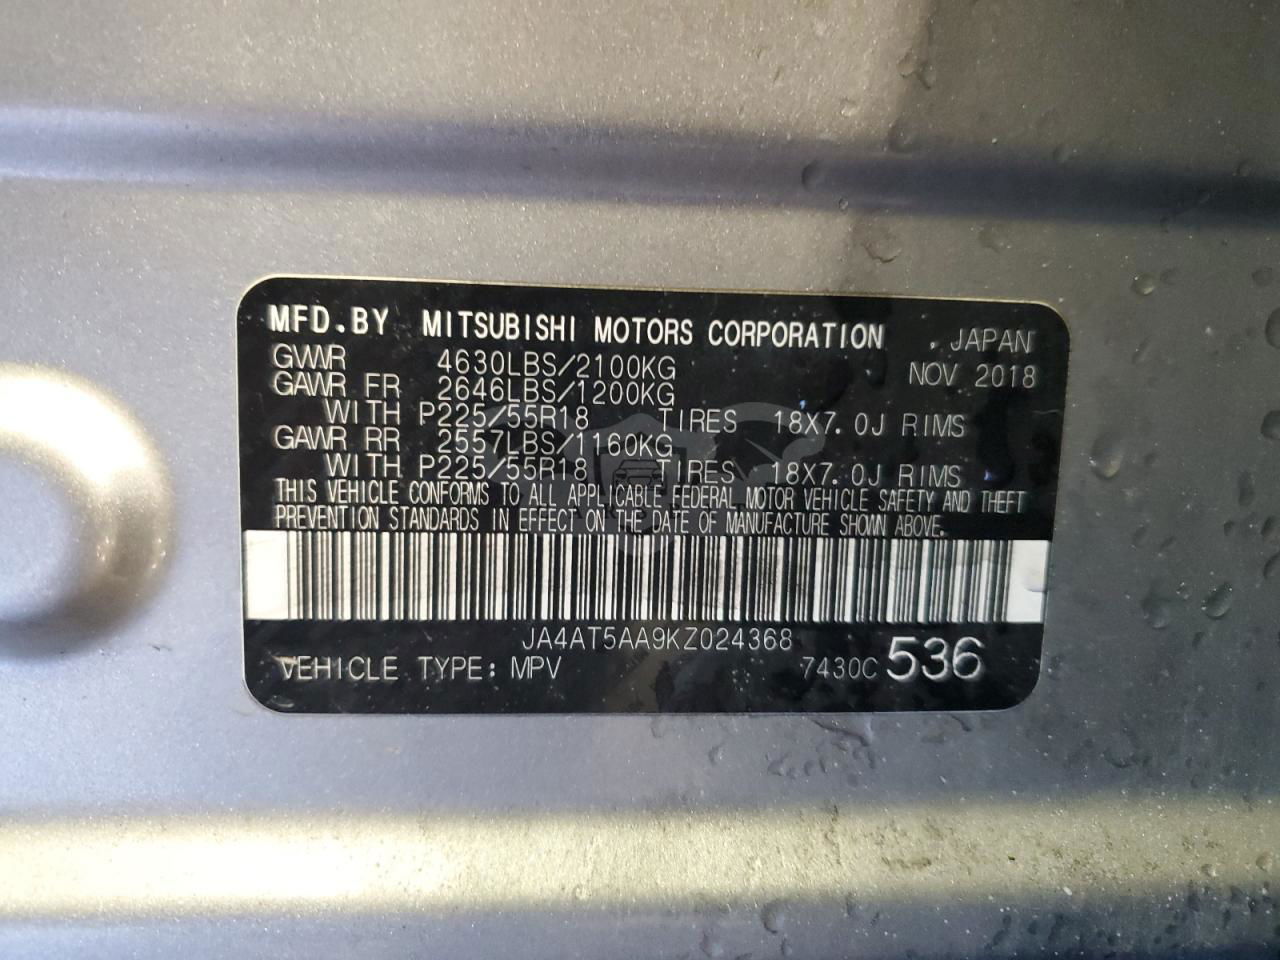 MFD.BY MITSUBISHI MOTORS CORPORATION , JAPAN
GVWR 4630LBS/2100KG NOV 2018
GAWR FR 2646LBS/1200KG
WITH P225/55R18 TIRES 18X7.0J RIMS
GAWR RR 2557LBS/1160KG
WITH P225/55R18 TIRES 18X7.0J RIMS
THIS VEHICLE CONFORMS TO ALL APPLICABLE FEDERAL MOTOR VEHICLE SAFETY AND THEFT
PREVENTION STANDARDS IN EFFECT ON THE DATE OF MANUFACTURE SHOWN ABOVE.
JA4AT5AA9KZ024368
VEHICLE TYPE: MPV 7430C 536